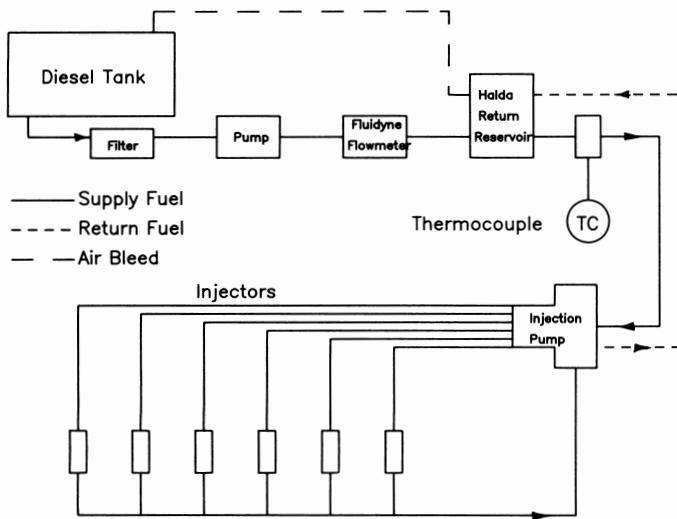 Diesel Tank
Filter
Pump
Fluidyne
Flowmeter
Halda
Return
Reservoir
Supply Fuel
Return Fuel
Air Bleed
Thermocouple
TC
Injectors
Injection
Pump